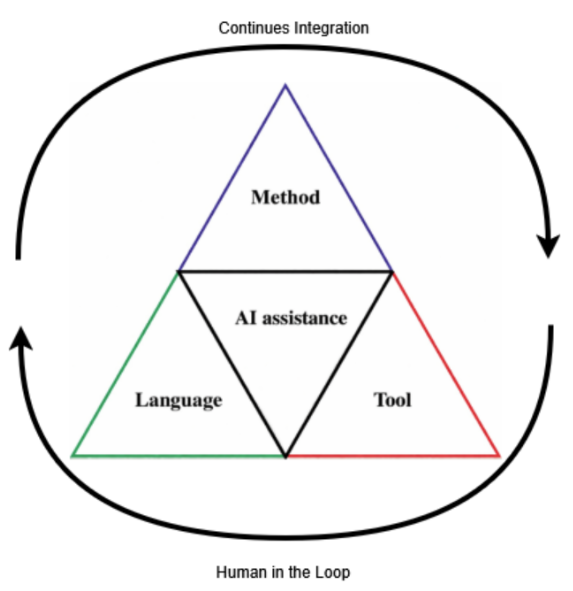 Continues Integration
Method
AI assistance
Language
Tool
Human in the Loop